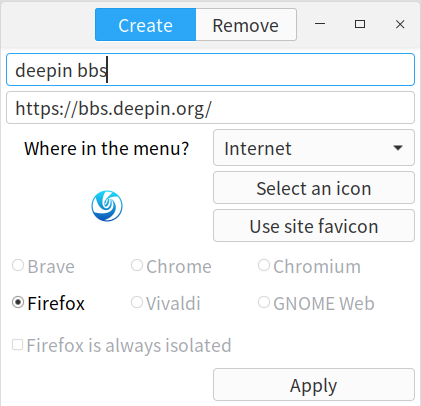 Create Remove
deepin bbs
https://bbs.deepin.org/
Where in the menu? Internet
Select an icon
Use site favicon
Brave Chrome Chromium
Firefox Vivaldi GNOME Web
Firefox is always isolated
Apply